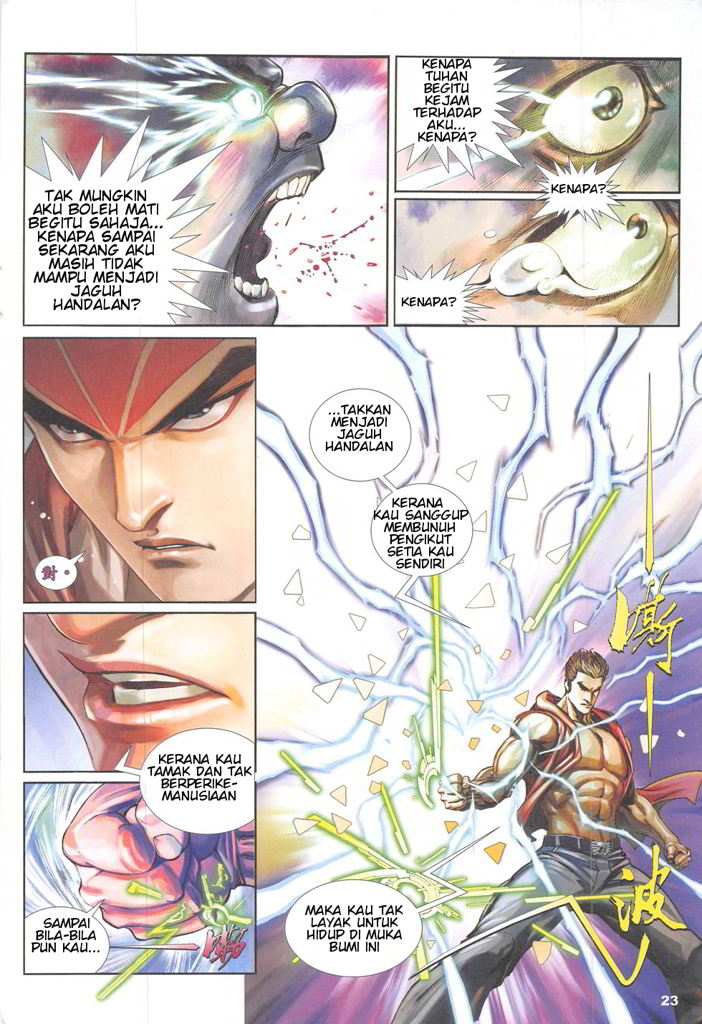 TAK MUNGKIN
AKU BOLEH MATI
BEGITU SAHAJA...
KENAPA SAMPAI
SEKARANG AKU
MASIH TIDAK
MAMPU MENJADI
JAGUH
HANDALAN?
KENAPA
TUHAN
BEGITU
KEJAM
TERHADAP
AKU...
KENAPA?
KENAPA?
KENAPA?
對
...TAKKAN
MENJADI
JAGUH
HANDALAN
KERANA
KAU SANGGUP
MEMBUNUH
PENGIKUT
SETIA KAU
SENDIRI
KERANA KAU
TAMAK DAN TAK
BERPERIKE-
MANUSIAAN
SAMPAI
BILA-BILA
PUN KAU...
MAKA KAU TAK
LAYAK UNTUK
HIDUP DI MUKA
BUMI INI
嘶
波
23